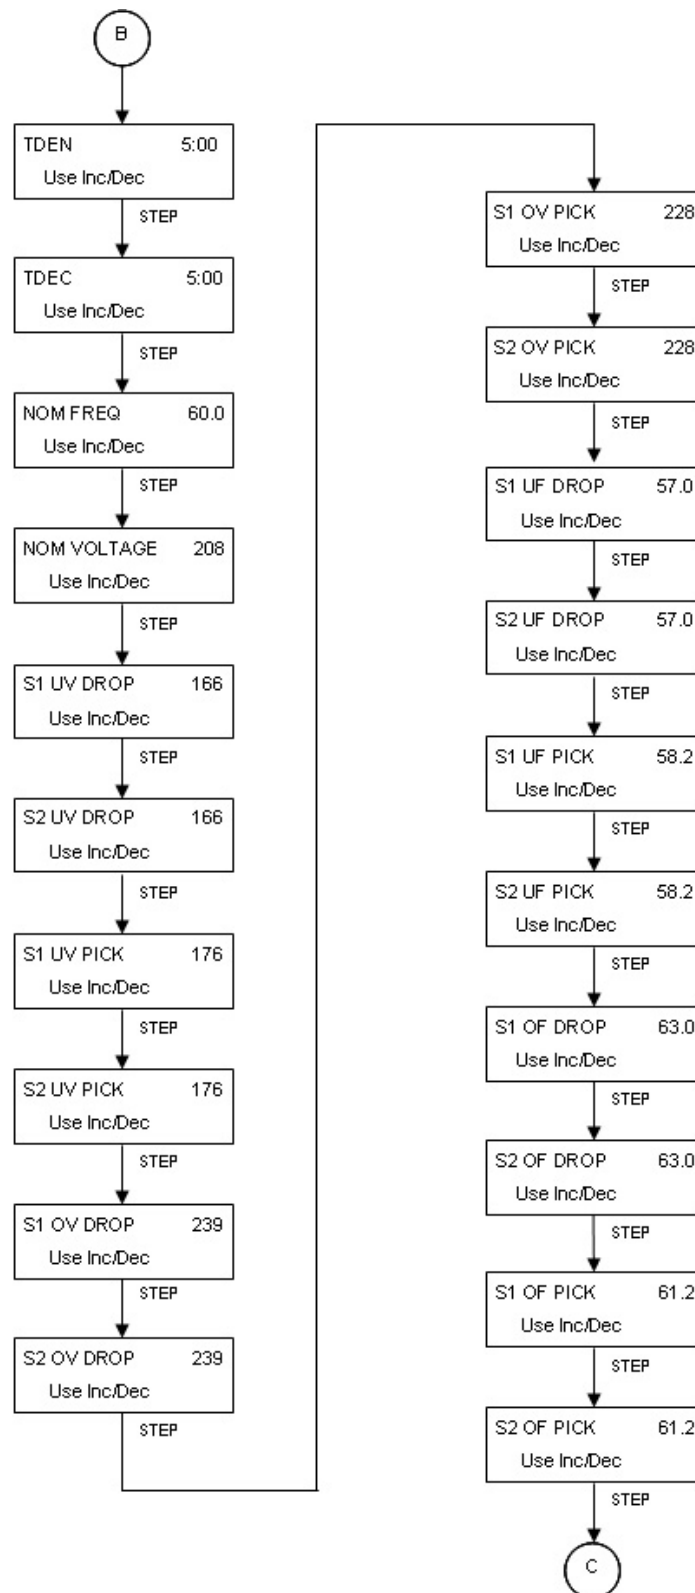 B
TDEN 5:00
Use Inc/Dec
STEP
TDEC 5:00
Use Inc/Dec
STEP
NOM FREQ 60.0
Use Inc/Dec
STEP
NOM VOLTAGE 208
Use Inc/Dec
STEP
S1 UV DROP 166
Use Inc/Dec
STEP
S2 UV DROP 166
Use Inc/Dec
STEP
S1 UV PICK 176
Use Inc/Dec
STEP
S2 UV PICK 176
Use Inc/Dec
STEP
S1 OV DROP 239
Use Inc/Dec
STEP
S2 OV DROP 239
Use Inc/Dec
STEP
S1 OV PICK 228
Use Inc/Dec
STEP
S2 OV PICK 228
Use Inc/Dec
STEP
S1 UF DROP 57.0
Use Inc/Dec
STEP
S2 UF DROP 57.0
Use Inc/Dec
STEP
S1 UF PICK 58.2
Use Inc/Dec
STEP
S2 UF PICK 58.2
Use Inc/Dec
STEP
S1 OF DROP 63.0
Use Inc/Dec
STEP
S2 OF DROP 63.0
Use Inc/Dec
STEP
S1 OF PICK 61.2
Use Inc/Dec
STEP
S2 OF PICK 61.2
Use Inc/Dec
STEP
C